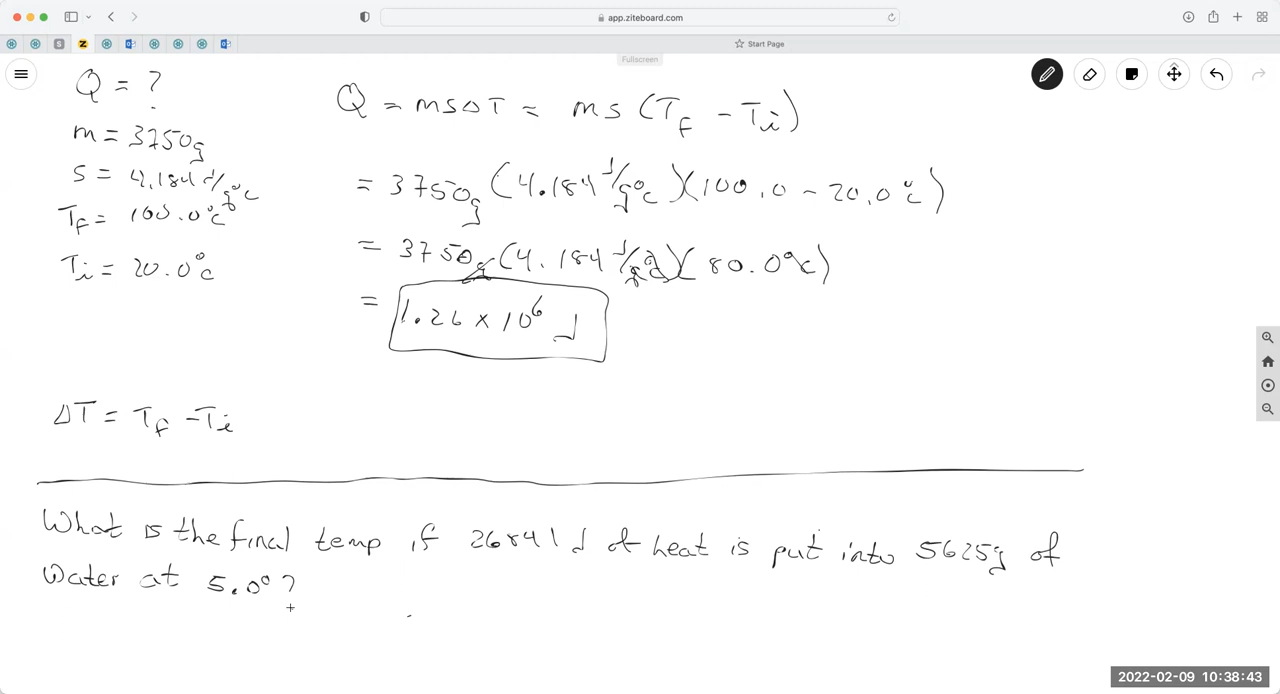 app.ziteboard.com
Start Page
Fullscreen
Q = ?
m = 3750g
s = 4.184 J/g°C
Tf = 100.0°C
Ti = 20.0°C
Q = msΔT = ms (Tf - Ti)
= 3750g (4.184 J/g°C)(100.0 - 20.0°C)
= 3750g (4.184 J/g°C)(80.0°C)
= 1.26 × 10⁶ J
ΔT = Tf - Ti
What is the final temp if 26841 J of heat is put into 5625g of
Water at 5.0°?
2022-02-09 10:38:43